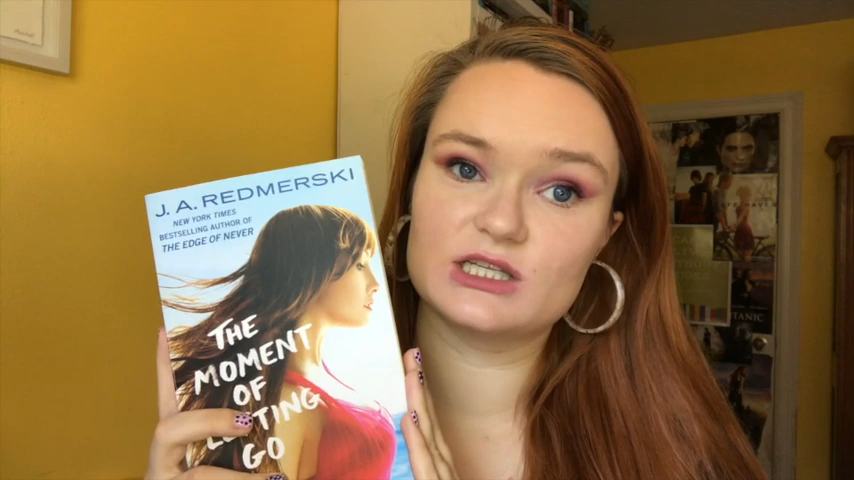 J. A. REDMERSKI
NEW YORK TIMES
BESTSELLING AUTHOR OF
THE EDGE OF NEVER
THE
MOMENT
OF
GO